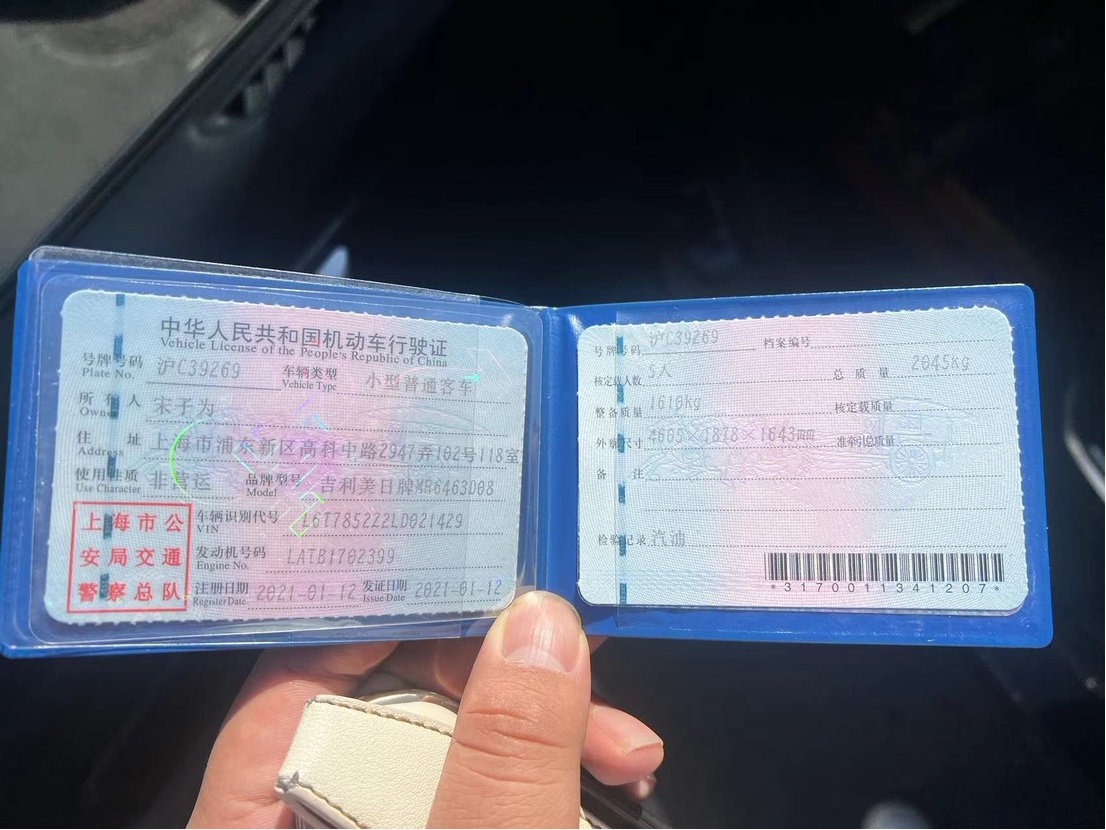 中华人民共和国机动车行驶证
Vehicle License of the People's Republic of China
号牌号码 沪C39269 车辆类型 小型普通客车
Plate No. Vehicle Type
所有人 宋于为
Owner
住址 上海市浦东新区高科中路2947弄102号118室
Address
使用性质 非营运 品牌型号 吉利美日牌MR6463D08
Use Character Model
上海市公
安局交通
警察总队
车辆识别代号 L6T7852Z2LD021429
VIN
发动机号码 LATB1702399
Engine No.
注册日期 2021-01-12 发证日期 2021-01-12
Register Date Issue Date
号牌号码 沪C39269 档案编号
核定载人数 5人 总质量 2045kg
整备质量 1610kg 核定载质量
外廓尺寸 4605×1878×1643mm 准牵引总质量
备注
检验记录 汽油
*3170011341207*